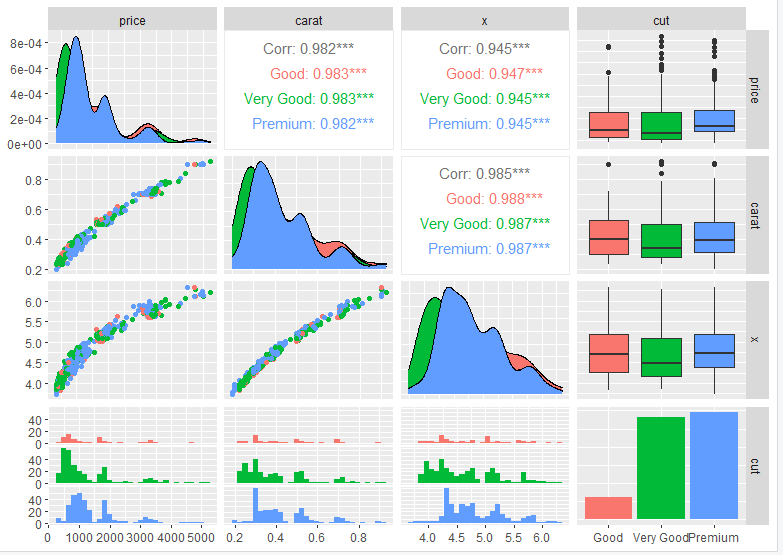 price carat x cut
8e-04
6e-04
4e-04
2e-04
0e+00
Corr: 0.982***
Good: 0.983***
Very Good: 0.983***
Premium: 0.982***
Corr: 0.945***
Good: 0.947***
Very Good: 0.945***
Premium: 0.945***
price
0.8
0.6
0.4
0.2
Corr: 0.985***
Good: 0.988***
Very Good: 0.987***
Premium: 0.987***
carat
6.0
5.5
5.0
4.5
4.0
x
40
20
0
40
20
0
40
20
0
cut
0 1000 2000 3000 4000 5000
0.2 0.4 0.6 0.8
4.0 4.5 5.0 5.5 6.0
Good Very Good Premium